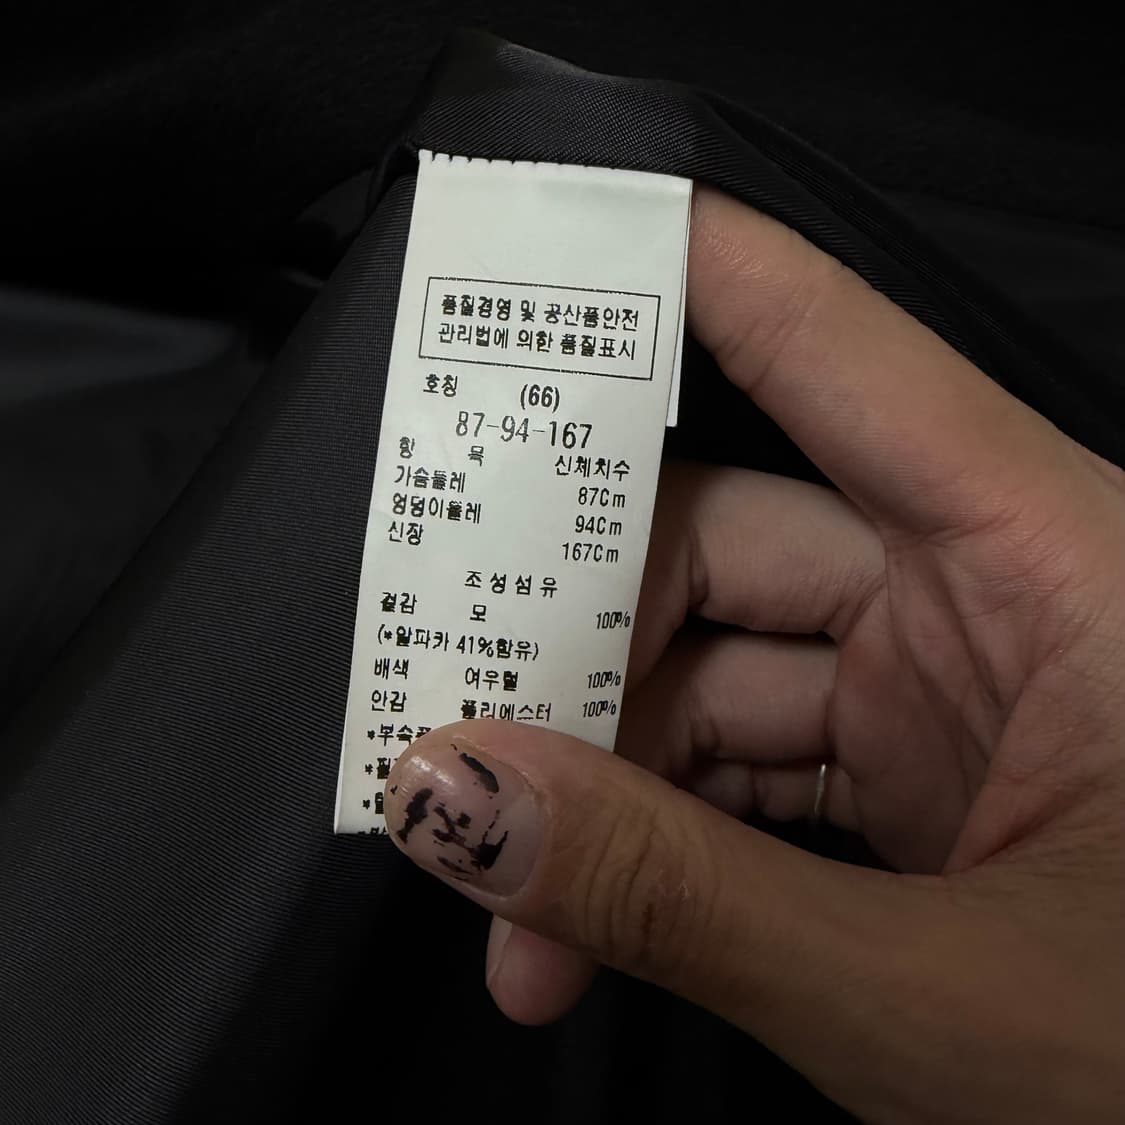 품질경영 및 공산품안전
관리법에 의한 품질표시
호칭 (66)
87-94-167
항 목 신체치수
가슴둘레 87Cm
엉덩이둘레 94Cm
신장 167Cm
조성섬유
겉감 모 100%
(*알파카 41%함유)
배색 여우털 100%
안감 폴리에스터 100%